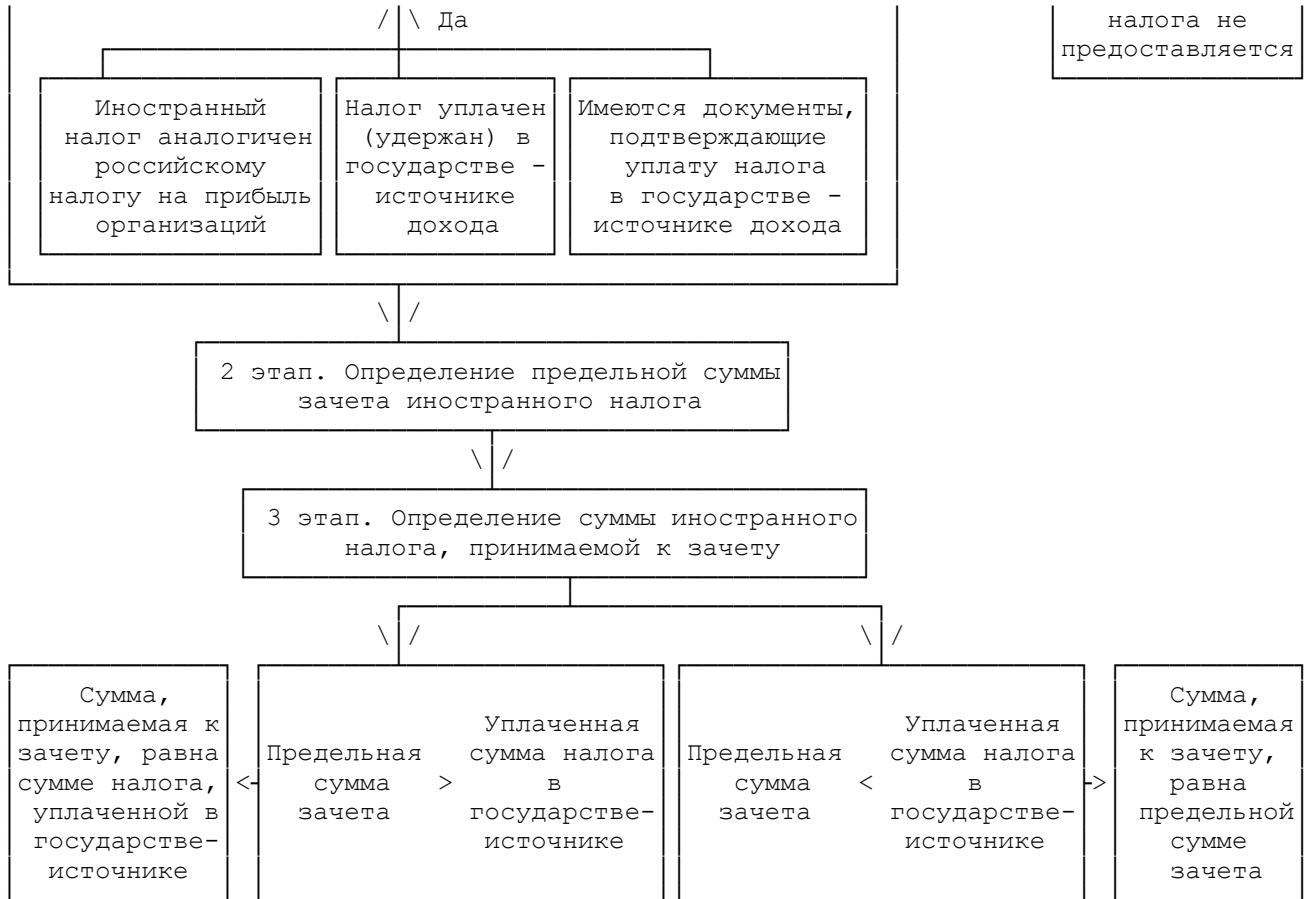 Да
налога не
предоставляется
Иностранный
налог аналогичен
российскому
налогу на прибыль
организаций
Налог уплачен
(удержан) в
государстве -
источнике
дохода
Имеются документы,
подтверждающие
уплату налога
в государстве -
источнике дохода
2 этап. Определение предельной суммы
зачета иностранного налога
3 этап. Определение суммы иностранного
налога, принимаемой к зачету
Сумма,
принимаемая к
зачету, равна
сумме налога,
уплаченной в
государстве-
источнике
Предельная
сумма
зачета
>
Уплаченная
сумма налога
в
государстве-
источнике
Предельная
сумма
зачета
<
Уплаченная
сумма налога
в
государстве-
источнике
Сумма,
принимаемая
к зачету,
равна
предельной
сумме
зачета